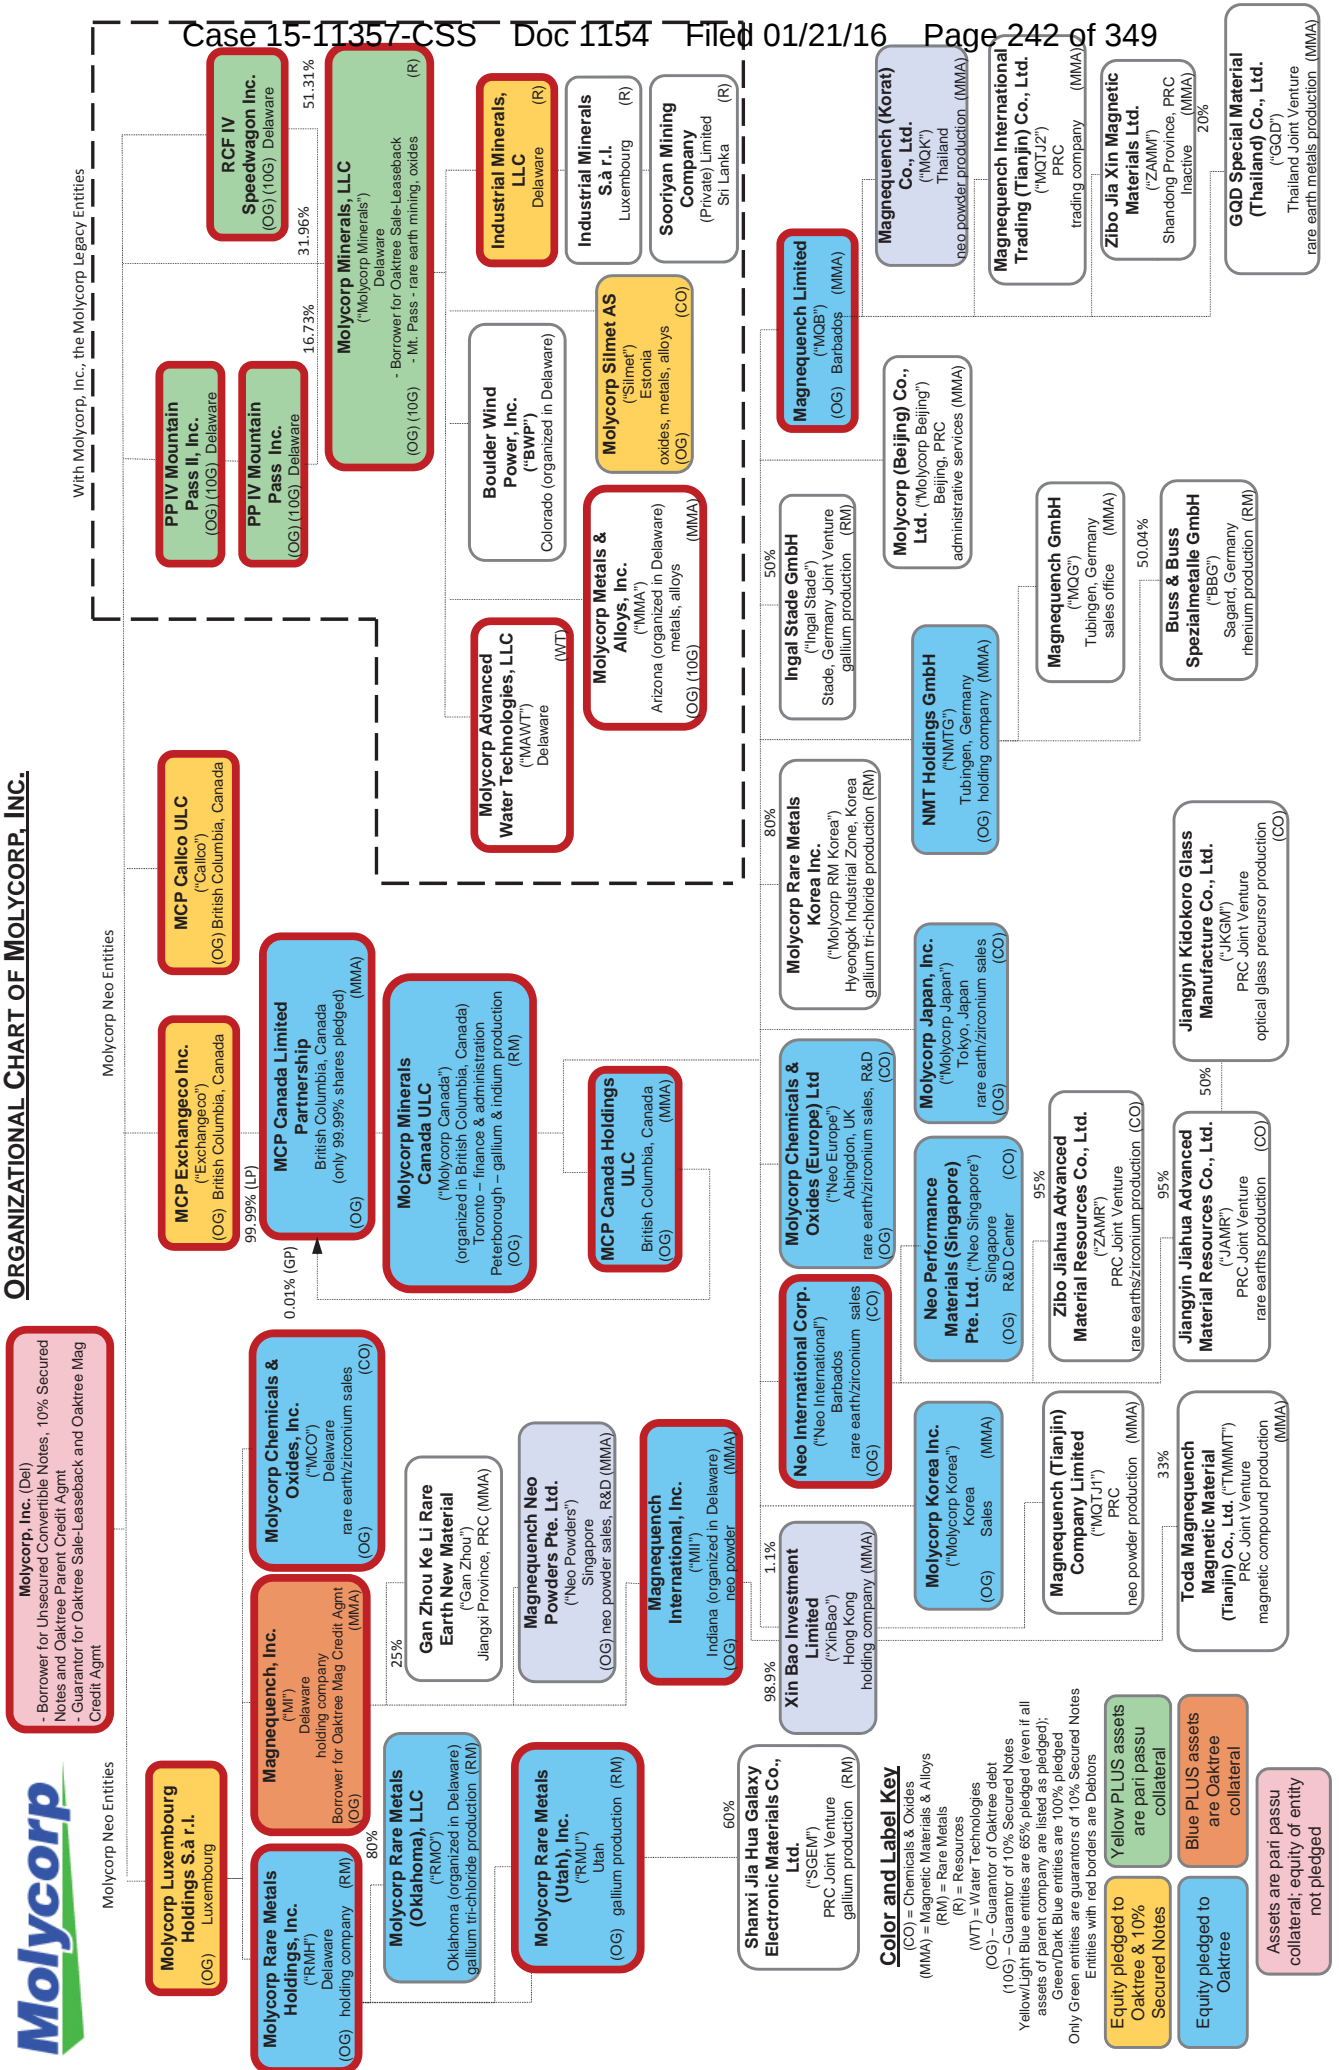 Case 15-11357-CSS Doc 1154 Filed 01/21/16 Page 242 of 349
Molycorp
ORGANIZATIONAL CHART OF MOLYCORP, INC.
Molycorp, Inc. (Del)
- Borrower for Unsecured Convertible Notes, 10% Secured
Notes and Oaktree Parent Credit Agmt
- Guarantor for Oaktree Sale-Leaseback and Oaktree Mag
Credit Agmt
Molycorp Neo Entities
Molycorp Neo Entities
With Molycorp, Inc., the Molycorp Legacy Entities
Molycorp Luxembourg
Holdings S.à r.l.
(OG) Luxembourg
MCP Exchangeco Inc.
("Exchangeco")
(OG) British Columbia, Canada
MCP Callco ULC
("Callco")
(OG) British Columbia, Canada
PP IV Mountain
Pass II, Inc.
(OG) (10G) Delaware
PP IV Mountain
Pass Inc.
(OG) (10G) Delaware
RCF IV
Speedwagon Inc.
(OG) (10G) Delaware
16.73%
31.96%
51.31%
Molycorp Rare Metals
Holdings, Inc.
("RMH")
Delaware
(OG) holding company (RM)
Magnequench, Inc.
("MI")
Delaware
holding company
Borrower for Oaktree Mag Credit Agmt
(OG) (MMA)
Molycorp Chemicals &
Oxides, Inc.
("MCO")
Delaware
rare earth/zirconium sales
(OG) (CO)
99.99% (LP)
0.01% (GP)
MCP Canada Limited
Partnership
British Columbia, Canada
(only 99.99% shares pledged)
(OG) (MMA)
Molycorp Minerals, LLC
("Molycorp Minerals")
Delaware
- Borrower for Oaktree Sale-Leaseback
- Mt. Pass - rare earth mining, oxides
(OG) (10G) (R)
80%
Molycorp Rare Metals
(Oklahoma), LLC
("RMO")
Oklahoma (organized in Delaware)
gallium tri-chloride production (RM)
25%
Gan Zhou Ke Li Rare
Earth New Material
("Gan Zhou")
Jiangxi Province, PRC (MMA)
Molycorp Minerals
Canada ULC
("Molycorp Canada")
(organized in British Columbia, Canada)
Toronto – finance & administration
Peterborough – gallium & indium production
(OG) (RM)
Molycorp Advanced
Water Technologies, LLC
("MAWT")
Delaware
(WT)
Boulder Wind
Power, Inc.
("BWP")
Colorado (organized in Delaware)
Industrial Minerals,
LLC
Delaware
(R)
Molycorp Rare Metals
(Utah), Inc.
("RMU")
Utah
(OG) gallium production (RM)
Magnequench Neo
Powders Pte. Ltd.
("Neo Powders")
Singapore
(OG) neo powder sales, R&D (MMA)
MCP Canada Holdings
ULC
British Columbia, Canada
(OG) (MMA)
Molycorp Metals &
Alloys, Inc.
("MMA")
Arizona (organized in Delaware)
metals, alloys
(OG) (10G) (MMA)
Molycorp Silmet AS
("Silmet")
Estonia
oxides, metals, alloys
(OG) (CO)
Industrial Minerals
S.à r.l.
Luxembourg
(R)
Sooriyan Mining
Company
(Private) Limited
Sri Lanka
(R)
Magnequench
International, Inc.
("MII")
Indiana (organized in Delaware)
neo powder
(OG) (MMA)
60%
Shanxi Jia Hua Galaxy
Electronic Materials Co.,
Ltd.
("SGEM")
PRC Joint Venture
gallium production (RM)
98.9%
1.1%
Xin Bao Investment
Limited
("XinBao")
Hong Kong
holding company (MMA)
Neo International Corp.
("Neo International")
Barbados
rare earth/zirconium sales
(OG) (CO)
Molycorp Chemicals &
Oxides (Europe) Ltd
("Neo Europe")
Abingdon, UK
rare earth/zirconium sales, R&D
(OG) (CO)
80%
Molycorp Rare Metals
Korea Inc.
("Molycorp RM Korea")
Hyeongok Industrial Zone, Korea
gallium tri-chloride production (RM)
50%
Ingal Stade GmbH
("Ingal Stade")
Stade, Germany Joint Venture
gallium production (RM)
Magnequench Limited
("MQB")
(OG) Barbados (MMA)
Molycorp (Beijing) Co.,
Ltd. ("Molycorp Beijing")
Beijing, PRC
administrative services (MMA)
Magnequench (Korat)
Co., Ltd.
("MQK")
Thailand
neo powder production (MMA)
Molycorp Korea Inc.
("Molycorp Korea")
Korea
Sales
(OG) (MMA)
Neo Performance
Materials (Singapore)
Pte. Ltd. ("Neo Singapore")
Singapore
(OG) R&D Center (CO)
Molycorp Japan, Inc.
("Molycorp Japan")
Tokyo, Japan
rare earth/zirconium sales
(OG) (CO)
NMT Holdings GmbH
("NMTG")
Tubingen, Germany
(OG) holding company (MMA)
Magnequench International
Trading (Tianjin) Co., Ltd.
("MQTJ2")
PRC
trading company (MMA)
Magnequench (Tianjin)
Company Limited
("MQTJ1")
PRC
neo powder production (MMA)
95%
Zibo Jiahua Advanced
Material Resources Co., Ltd.
("ZAMR")
PRC Joint Venture
rare earths/zirconium production (CO)
Magnequench GmbH
("MQG")
Tubingen, Germany
sales office (MMA)
Zibo Jia Xin Magnetic
Materials Ltd.
("ZAMM")
Shandong Province, PRC
Inactive (MMA)
33%
Toda Magnequench
Magnetic Material
(Tianjin) Co., Ltd. ("TMMMT")
PRC Joint Venture
magnetic compound production
(MMA)
95%
Jiangyin Jiahua Advanced
Material Resources Co., Ltd.
("JAMR")
PRC Joint Venture
rare earths production (CO)
50%
Jiangyin Kidokoro Glass
Manufacture Co., Ltd.
("JKGM")
PRC Joint Venture
optical glass precursor production
(CO)
50.04%
Buss & Buss
Spezialmetalle GmbH
("BBG")
Sagard, Germany
rhenium production (RM)
20%
GQD Special Material
(Thailand) Co., Ltd.
("GQD")
Thailand Joint Venture
rare earth metals production (MMA)
Color and Label Key
(CO) = Chemicals & Oxides
(MMA) = Magnetic Materials & Alloys
(RM) = Rare Metals
(R) = Resources
(WT) = Water Technologies
(OG) – Guarantor of Oaktree debt
(10G) – Guarantor of 10% Secured Notes
Yellow/Light Blue entities are 65% pledged (even if all
assets of parent company are listed as pledged);
Green/Dark Blue entities are 100% pledged
Only Green entities are guarantors of 10% Secured Notes
Entities with red borders are Debtors
Equity pledged to
Oaktree & 10%
Secured Notes
Yellow PLUS assets
are pari passu
collateral
Equity pledged to
Oaktree
Blue PLUS assets
are Oaktree
collateral
Assets are pari passu
collateral; equity of entity
not pledged